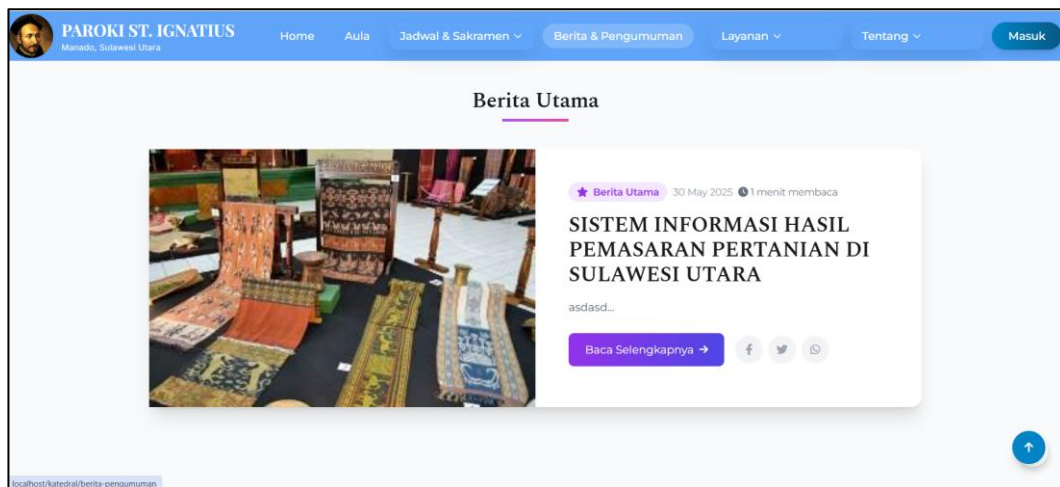 PAROKI ST. IGNATIUS
Manado, Sulawesi Utara
Home
Aula
Jadwal & Sakramen
Berita & Pengumuman
Layanan
Tentang
Masuk
Berita Utama
Berita Utama 30 May 2025 1 menit membaca
SISTEM INFORMASI HASIL
PEMASARAN PERTANIAN DI
SULAWESI UTARA
asdasd...
Baca Selengkapnya →
localhost/katedral/berita-pengumuman